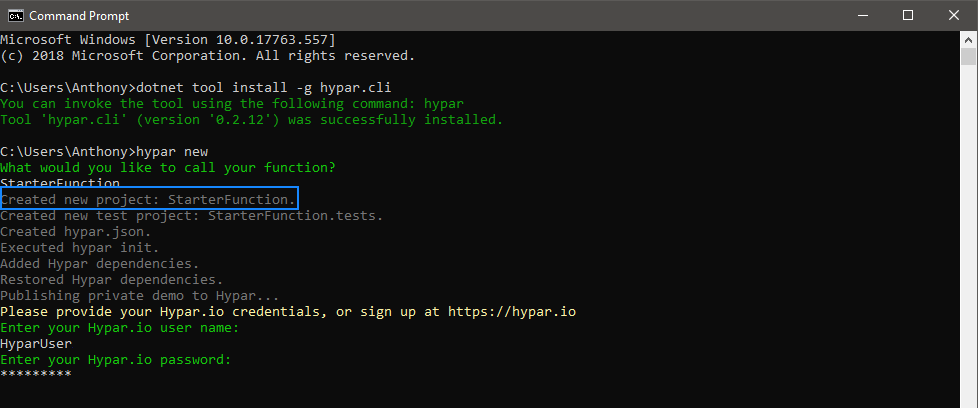 Command Prompt
Microsoft Windows [Version 10.0.17763.557]
(c) 2018 Microsoft Corporation. All rights reserved.
C:\Users\Anthony>dotnet tool install -g hypar.cli
You can invoke the tool using the following command: hypar
Tool 'hypar.cli' (version '0.2.12') was successfully installed.
C:\Users\Anthony>hypar new
What would you like to call your function?
StarterFunction
Created new project: StarterFunction.
Created new test project: StarterFunction.tests.
Created hypar.json.
Executed hypar init.
Added Hypar dependencies.
Restored Hypar dependencies.
Publishing private demo to Hypar...
Please provide your Hypar.io credentials, or sign up at https://hypar.io
Enter your Hypar.io user name:
HyparUser
Enter your Hypar.io password:
*********